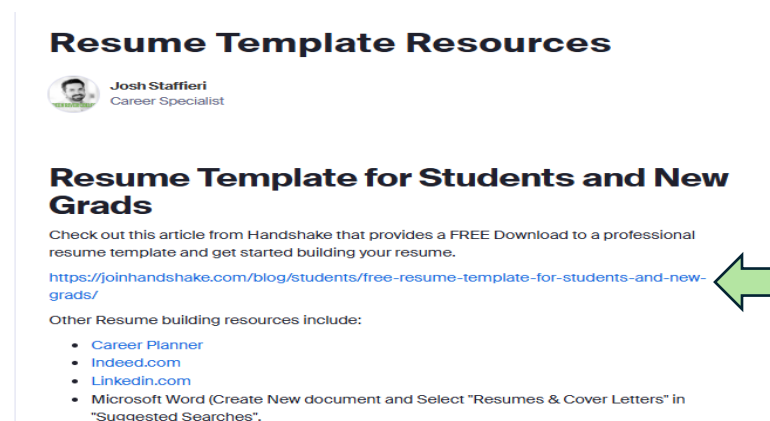 Resume Template Resources
Josh Staffieri
Career Specialist
Resume Template for Students and New
Grads
Check out this article from Handshake that provides a FREE Download to a professional
resume template and get started building your resume.
https://joinhandshake.com/blog/students/free-resume-template-for-students-and-new-
grads/
Other Resume building resources include:
• Career Planner
• Indeed.com
• Linkedin.com
• Microsoft Word (Create New document and Select "Resumes & Cover Letters" in
"Suggested Searches".